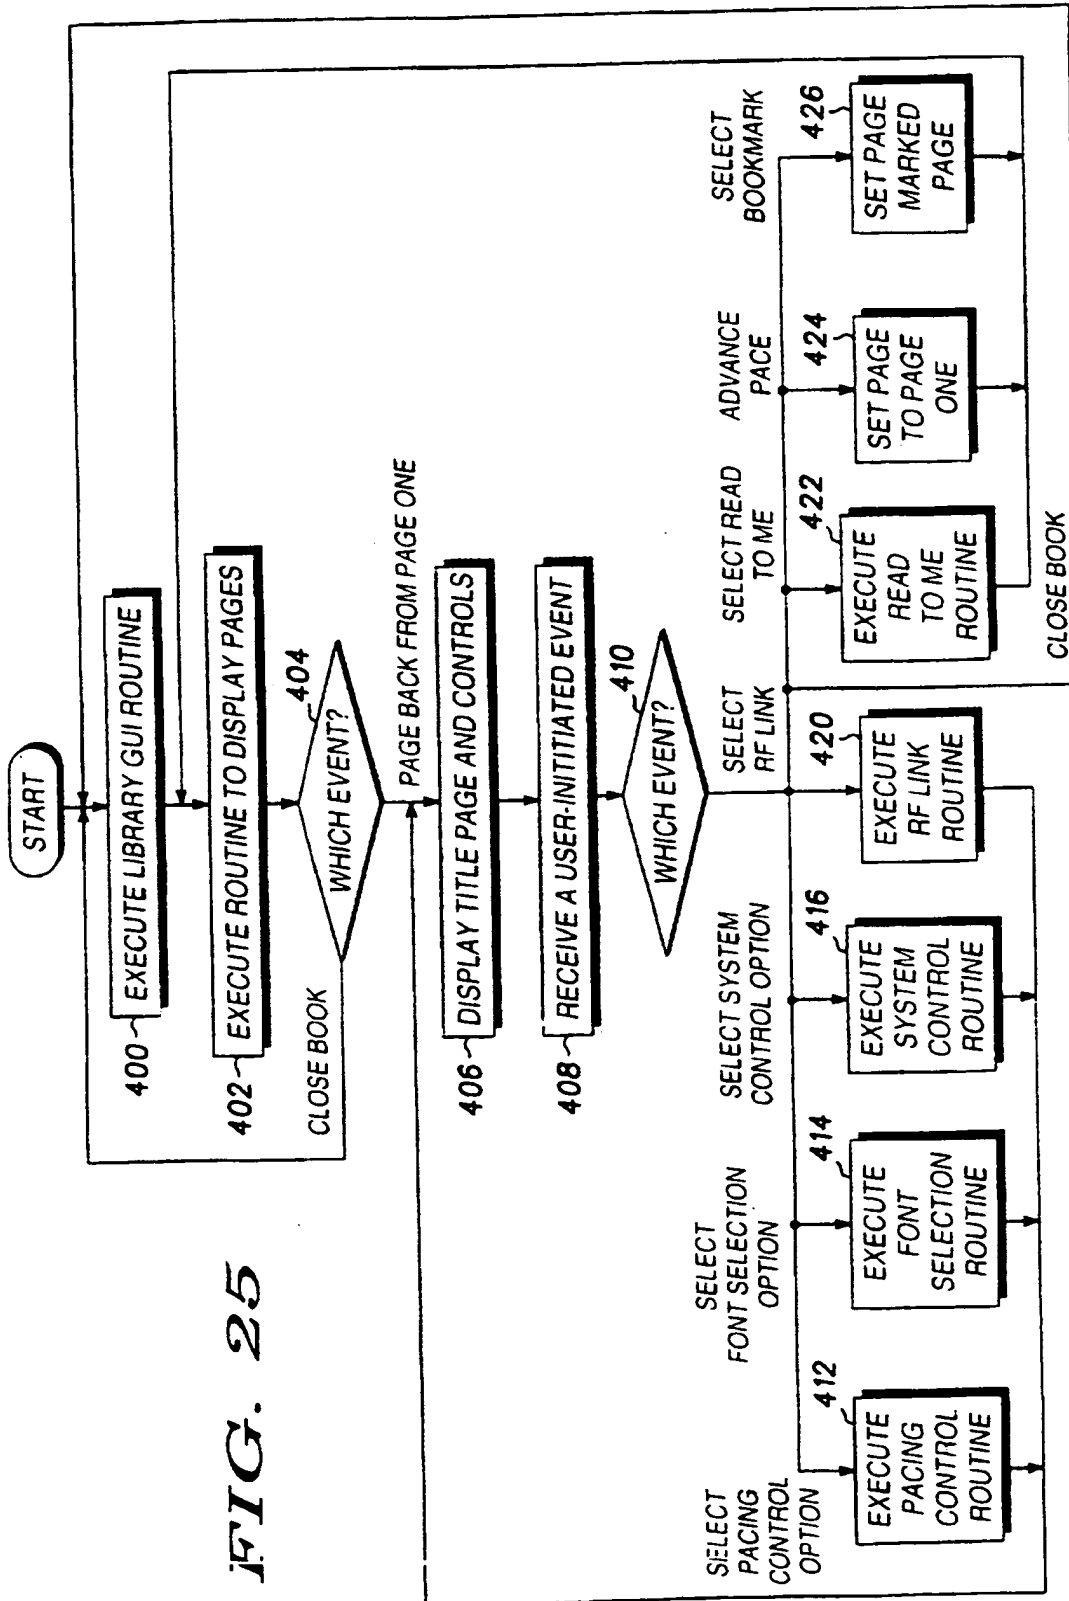 FIG. 25
START
400
EXECUTE LIBRARY GUI ROUTINE
402
EXECUTE ROUTINE TO DISPLAY PAGES
404
WHICH EVENT?
CLOSE BOOK
PAGE BACK FROM PAGE ONE
406
DISPLAY TITLE PAGE AND CONTROLS
408
RECEIVE A USER-INITIATED EVENT
410
WHICH EVENT?
SELECT
PACING
CONTROL
OPTION
412
EXECUTE
PACING
CONTROL
ROUTINE
SELECT
FONT SELECTION
OPTION
414
EXECUTE
FONT
SELECTION
ROUTINE
SELECT SYSTEM
CONTROL OPTION
416
EXECUTE
SYSTEM
CONTROL
ROUTINE
SELECT
RF LINK
420
EXECUTE
RF LINK
ROUTINE
SELECT READ
TO ME
422
EXECUTE
READ
TO ME
ROUTINE
ADVANCE
PACE
424
SET PAGE
TO PAGE
ONE
SELECT
BOOKMARK
426
SET PAGE
MARKED
PAGE
CLOSE BOOK